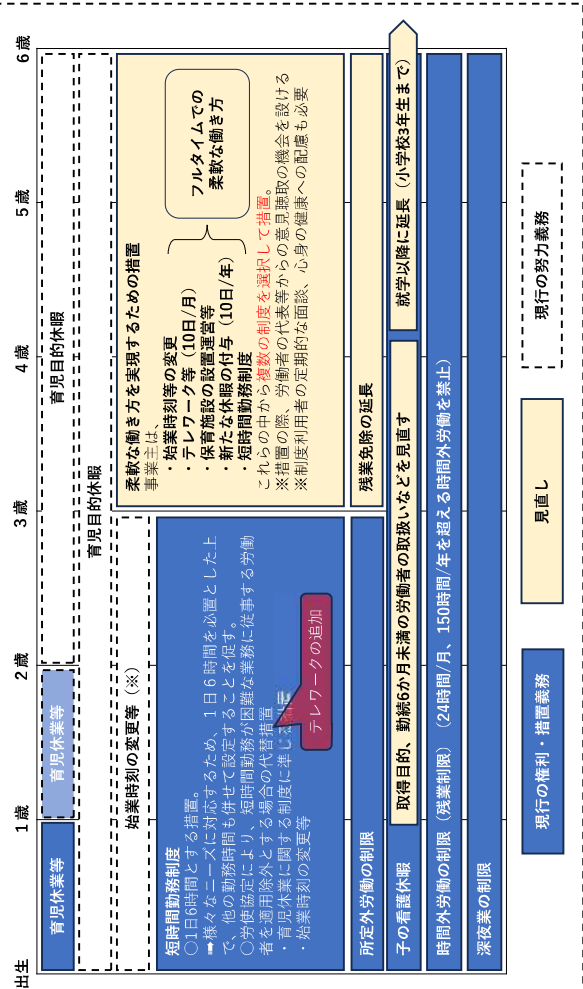 出生
1歳
2歳
3歳
4歳
5歳
6歳
育児休業等
育児休業等
育児目的休暇
育児目的休暇
始業時刻の変更等(※)
短時間勤務制度
○1日6時間とする措置。
➡様々なニーズに対応するため、1日6時間を必置とした上
で、他の勤務時間も併せて設定することを促す。
○労使協定により、短時間勤務が困難な業務に従事する労働
者を適用除外とする場合の代替措置
・育児休業に関する制度に準じる措置
・始業時刻の変更等
テレワークの追加
柔軟な働き方を実現するための措置
事業主は、
・始業時刻等の変更
・テレワーク等(10日/月)
・保育施設の設置運営等
・新たな休暇の付与(10日/年)
・短時間勤務制度
これらの中から複数の制度を選択して措置。
※措置の際、労働者の代表等からの意見聴取の機会を設ける
※制度利用者の定期的な面談、心身の健康への配慮も必要
フルタイムでの
柔軟な働き方
所定外労働の制限
残業免除の延長
子の看護休暇
取得目的、勤続6か月未満の労働者の取扱いなどを見直す
就学以降に延長(小学校3年生まで)
時間外労働の制限(残業制限)(24時間/月、150時間/年を超える時間外労働を禁止)
深夜業の制限
現行の権利・措置義務
見直し
現行の努力義務